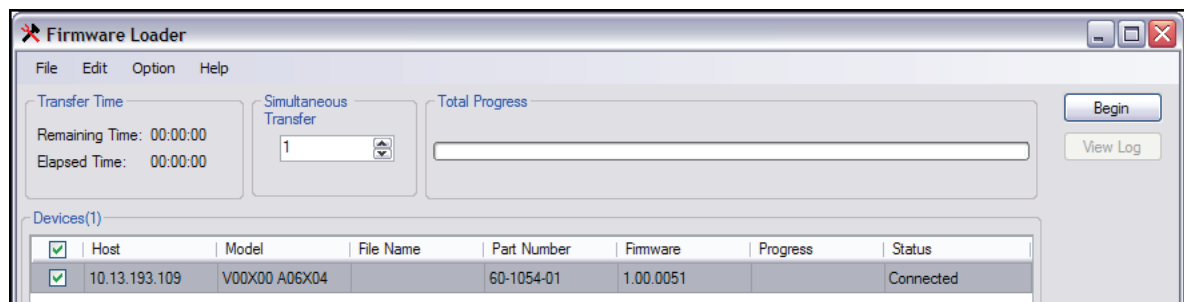 Firmware Loader
File Edit Option Help
Transfer Time
Remaining Time: 00:00:00
Elapsed Time: 00:00:00
Simultaneous
Transfer
1
Total Progress
Begin
View Log
Devices(1)
Host Model File Name Part Number Firmware Progress Status
10.13.193.109 V00X00 A06X04 60-1054-01 1.00.0051 Connected